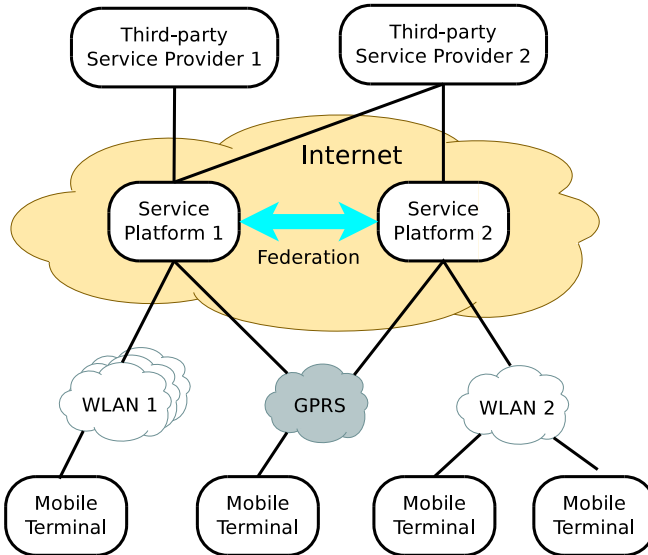 Third-party
Service Provider 1
Third-party
Service Provider 2
Internet
Service
Platform 1
Service
Platform 2
Federation
WLAN 1
GPRS
WLAN 2
Mobile
Terminal
Mobile
Terminal
Mobile
Terminal
Mobile
Terminal